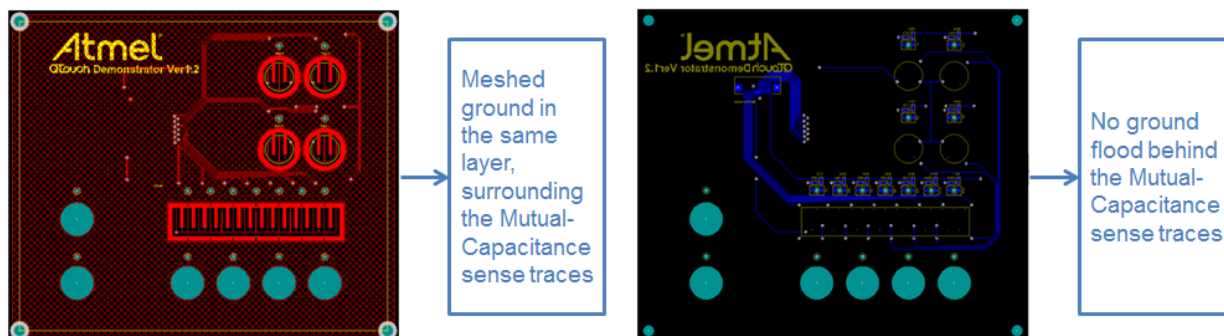 Atmel
QTouch Demonstrator Ver1.2
Meshed
ground in
the same
layer,
surrounding
the Mutual-
Capacitance
sense traces
Atmel
QTouch Demonstrator Ver1.2
No ground
flood behind
the Mutual-
Capacitance
sense traces